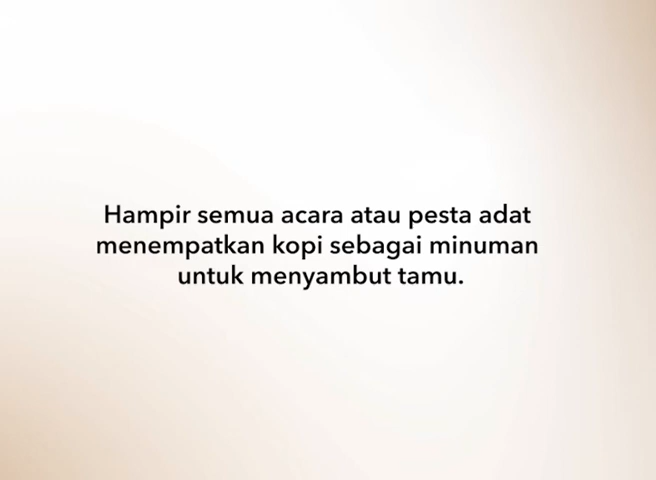 Hampir semua acara atau pesta adat
menempatkan kopi sebagai minuman
untuk menyambut tamu.